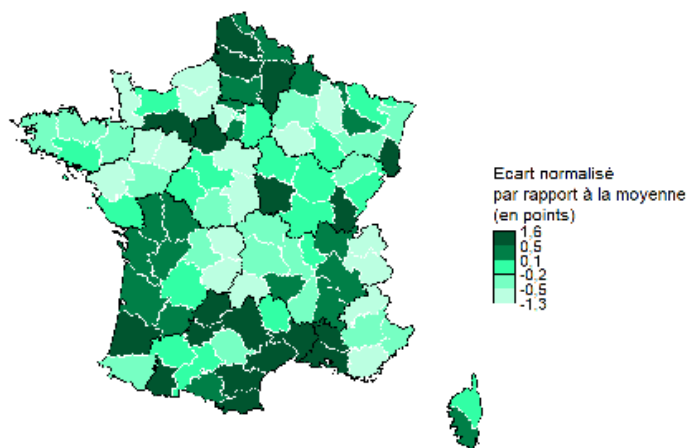 Ecart normalisé
par rapport à la moyenne
(en points)
1.6
0.5
0.1
-0.2
-0.5
-1.3